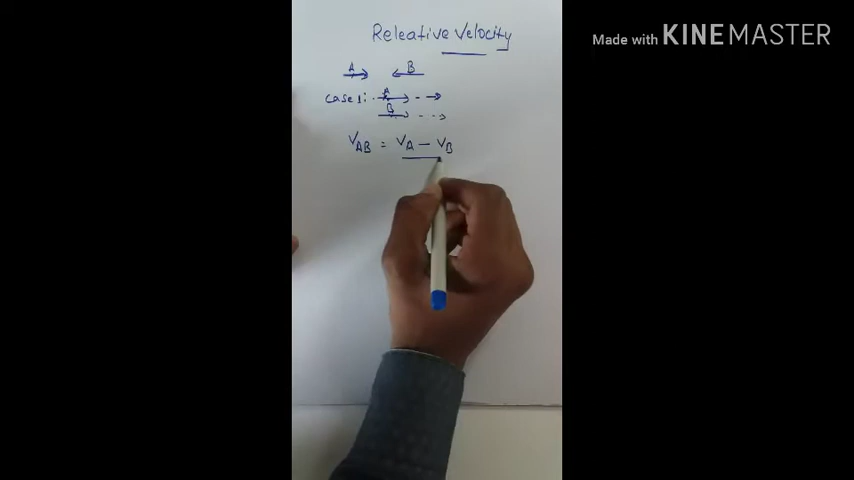 Releative velocity
Made with KINEMASTER
A B
case 1: A
B
VAB = VA - VB